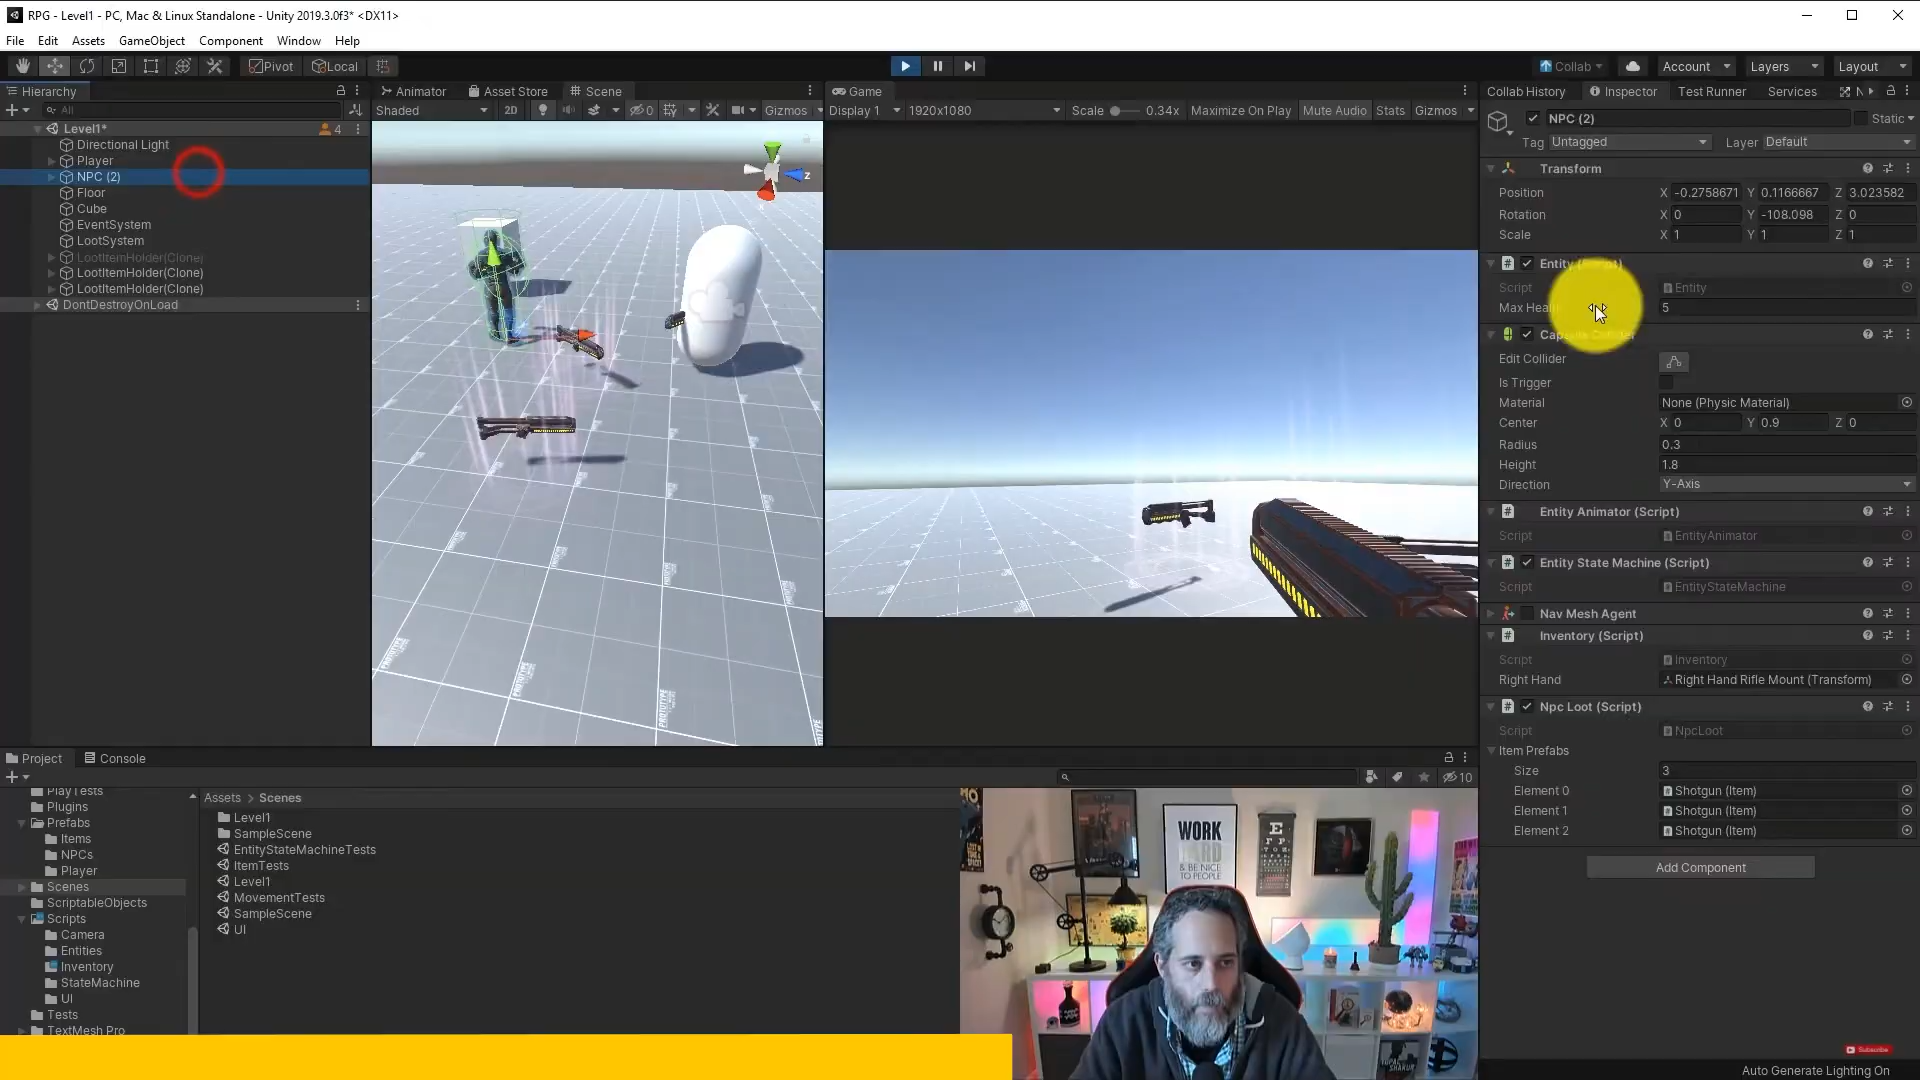 RPG - Level1 - PC, Mac & Linux Standalone - Unity 2019.3.0f3* <DX11>
File Edit Assets GameObject Component Window Help
Pivot Local Collab Account Layers Layout
Hierarchy
All
Level1* 4
Directional Light
Player
NPC (2)
Floor
Cube
EventSystem
LootSystem
LootItemHolder(Clone)
LootItemHolder(Clone)
LootItemHolder(Clone)
DontDestroyOnLoad
Animator Asset Store Scene
Shaded 2D 0 Gizmos
z
Game
Display 1 1920x1080 Scale 0.34x Maximize On Play Mute Audio Stats Gizmos
Collab History Inspector Test Runner Services
NPC (2) Static
Tag Untagged Layer Default
Transform
Position X -0.2758671 Y 0.1166667 Z 3.023582
Rotation X 0 Y -108.098 Z 0
Scale X 1 Y 1 Z 1
Entity (Script)
Script Entity
Max Heal 5
Capsule Collider
Edit Collider
Is Trigger
Material None (Physic Material)
Center X 0 Y 0.9 Z 0
Radius 0.3
Height 1.8
Direction Y-Axis
Entity Animator (Script)
Script EntityAnimator
Entity State Machine (Script)
Script EntityStateMachine
Nav Mesh Agent
Inventory (Script)
Script Inventory
Right Hand Right Hand Rifle Mount (Transform)
Npc Loot (Script)
Script NpcLoot
Item Prefabs
Size 3
Element 0 Shotgun (Item)
Element 1 Shotgun (Item)
Element 2 Shotgun (Item)
Add Component
Project Console
10
PlayTests
Plugins
Prefabs
Items
NPCs
Player
Scenes
ScriptableObjects
Scripts
Camera
Entities
Inventory
StateMachine
UI
Tests
TextMesh Pro
Assets > Scenes
Level1
SampleScene
EntityStateMachineTests
ItemTests
Level1
MovementTests
SampleScene
UI
WORK
HARD
& BE NICE
TO PEOPLE
E
Subscribe
Auto Generate Lighting On